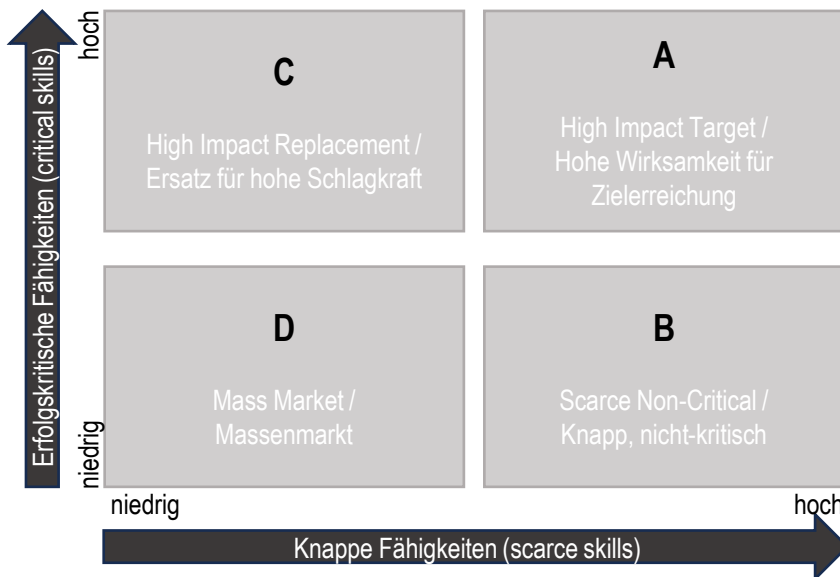 Erfolgskritische Fähigkeiten (critical skills)
hoch
niedrig
C
High Impact Replacement /
Ersatz für hohe Schlagkraft
A
High Impact Target /
Hohe Wirksamkeit für
Zielerreichung
D
Mass Market /
Massenmarkt
B
Scarce Non-Critical /
Knapp, nicht-kritisch
niedrig
hoch
Knappe Fähigkeiten (scarce skills)